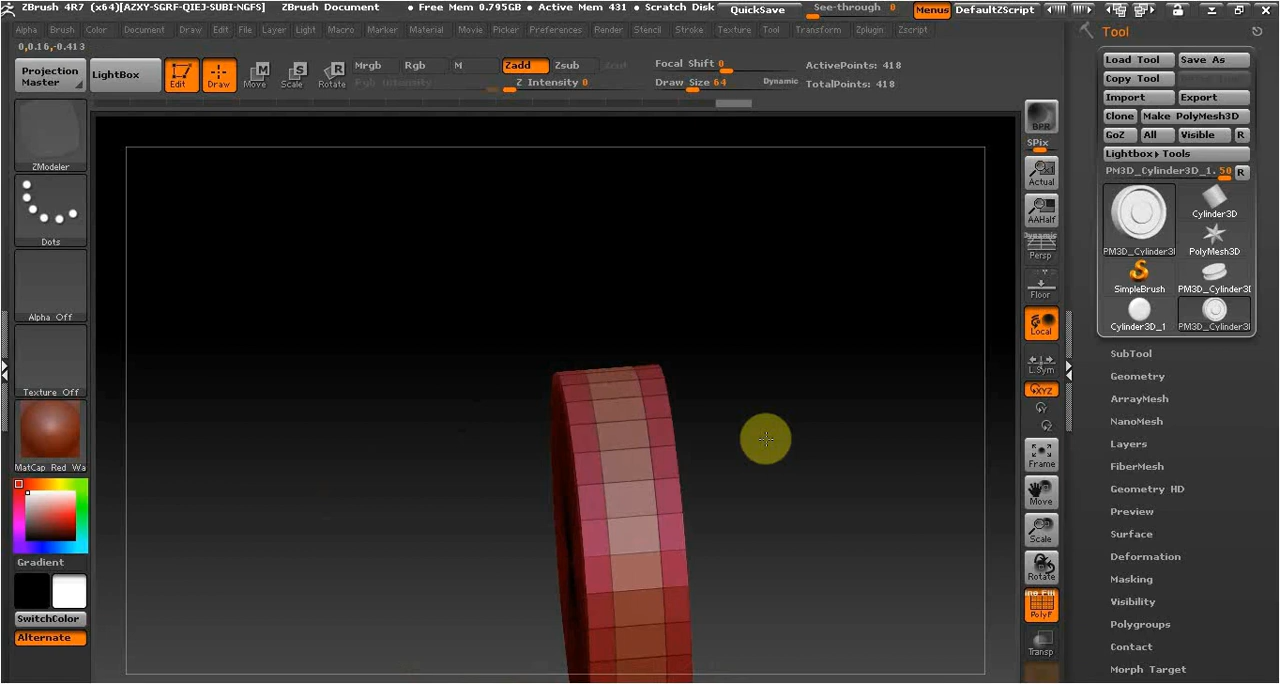 ZBrush 4R7 (x64)[AZXY-SGRF-QIEJ-SUBI-NGFS] ZBrush Document • Free Mem 0.795GB • Active Mem 431 • Scratch Disk QuickSave See-through 0 Menus DefaultZScript
Alpha Brush Color Document Draw Edit File Layer Light Macro Marker Material Movie Picker Preferences Render Stencil Stroke Texture Tool Transform Zplugin Zscript
0,0.16,-0.413
Projection
Master
LightBox
Edit
Draw
Move
Scale
Rotate
Mrgb Rgb M
Rgb Intensity
Zadd Zsub
Z Intensity 0
Focal Shift 0
Draw Size 64 Dynamic
ActivePoints: 418
TotalPoints: 418
ZModeler
Dots
Alpha Off
Texture Off
MatCap Red Wa
Gradient
SwitchColor
Alternate
BPR
SPix
Actual
AAHalf
Dynamic
Persp
Floor
Local
L.Sym
XYZ
Frame
Move
Scale
Rotate
PolyF
Transp
Tool
Load Tool Save As
Copy Tool
Import Export
Clone Make PolyMesh3D
GoZ All Visible R
Lightbox▸Tools
PM3D_Cylinder3D_1. 50 R
PM3D_Cylinder3D
Cylinder3D
PolyMesh3D
SimpleBrush
PM3D_Cylinder3D
Cylinder3D_1
PM3D_Cylinder3D
SubTool
Geometry
ArrayMesh
NanoMesh
Layers
FiberMesh
Geometry HD
Preview
Surface
Deformation
Masking
Visibility
Polygroups
Contact
Morph Target